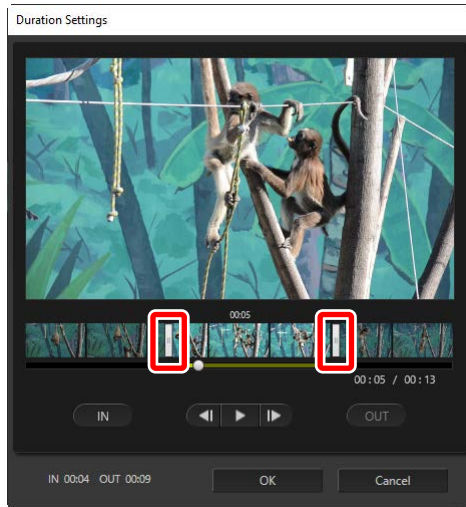 Duration Settings
00:05
00:05 / 00:13
IN
OUT
IN 00:04 OUT 00:09
OK
Cancel